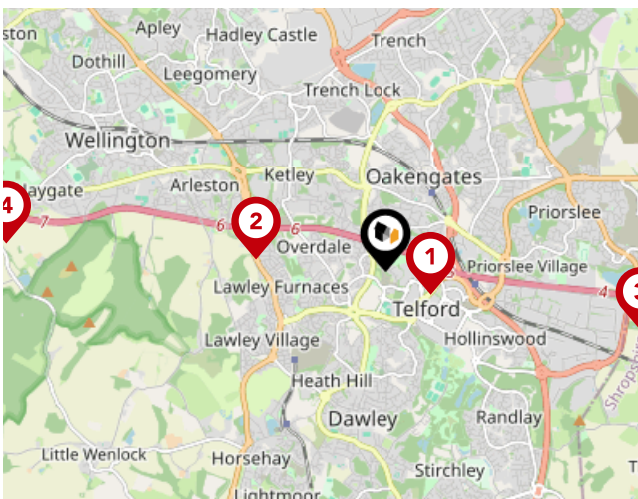 ston
Apley
Hadley Castle
Trench
Dothill
Leegomery
Trench Lock
Wellington
Ketley
Oakengates
Arleston
aygate
4
7
6
2
6
Overdale
1
Priorslee
Priorslee Village
Lawley Furnaces
Telford
4
3
Lawley Village
Hollinswood
Heath Hill
Shropsh
Dawley
Randlay
Little Wenlock
Horsehay
Stirchley
T
Lightmoor